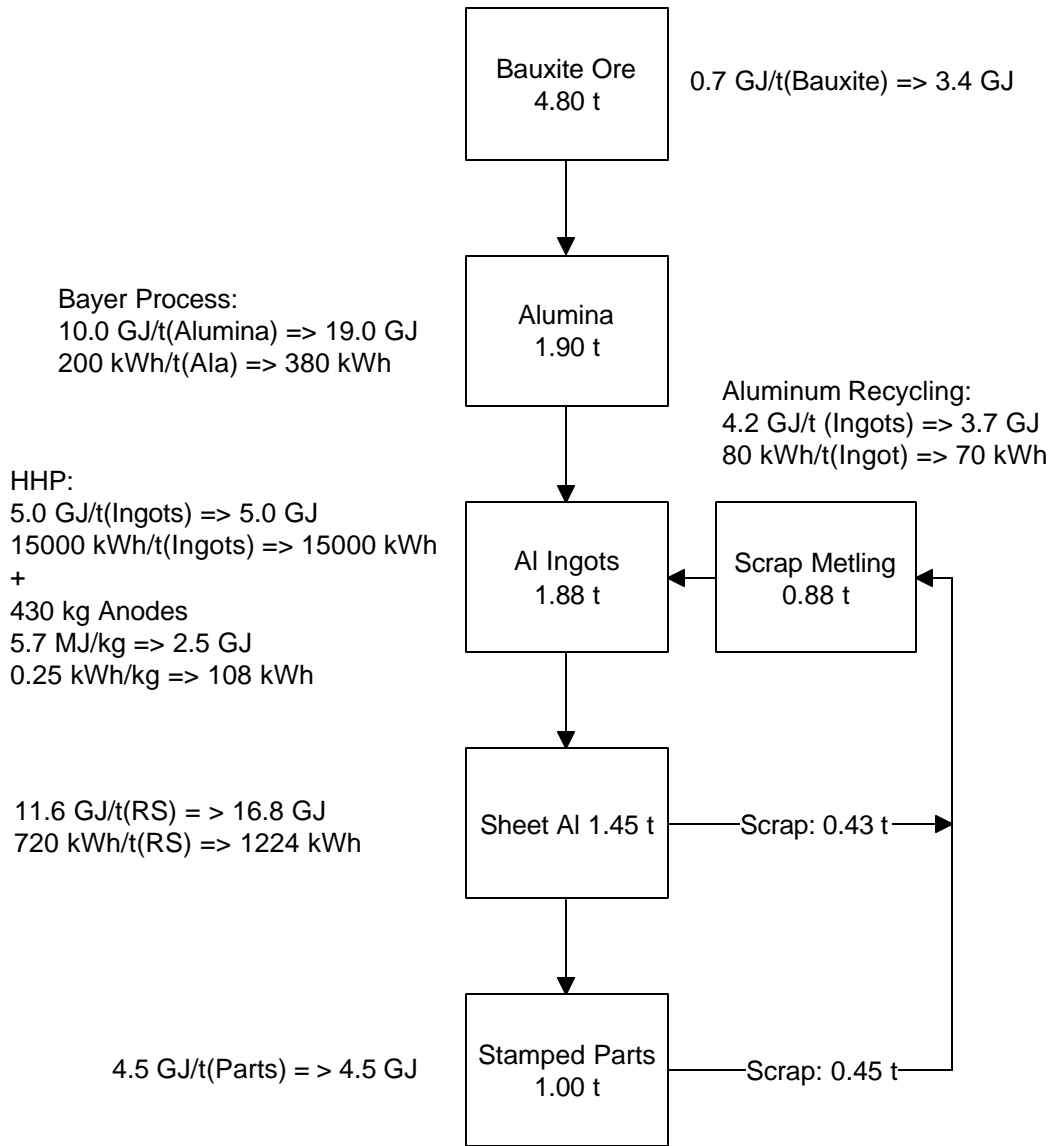 Bauxite Ore
4.80 t
0.7 GJ/t(Bauxite) => 3.4 GJ
Bayer Process:
10.0 GJ/t(Alumina) => 19.0 GJ
200 kWh/t(Ala) => 380 kWh
Alumina
1.90 t
Aluminum Recycling:
4.2 GJ/t (Ingots) => 3.7 GJ
80 kWh/t(Ingot) => 70 kWh
HHP:
5.0 GJ/t(Ingots) => 5.0 GJ
15000 kWh/t(Ingots) => 15000 kWh
+
430 kg Anodes
5.7 MJ/kg => 2.5 GJ
0.25 kWh/kg => 108 kWh
Al Ingots
1.88 t
Scrap Metling
0.88 t
11.6 GJ/t(RS) = > 16.8 GJ
720 kWh/t(RS) => 1224 kWh
Sheet Al 1.45 t
Scrap: 0.43 t
4.5 GJ/t(Parts) = > 4.5 GJ
Stamped Parts
1.00 t
Scrap: 0.45 t